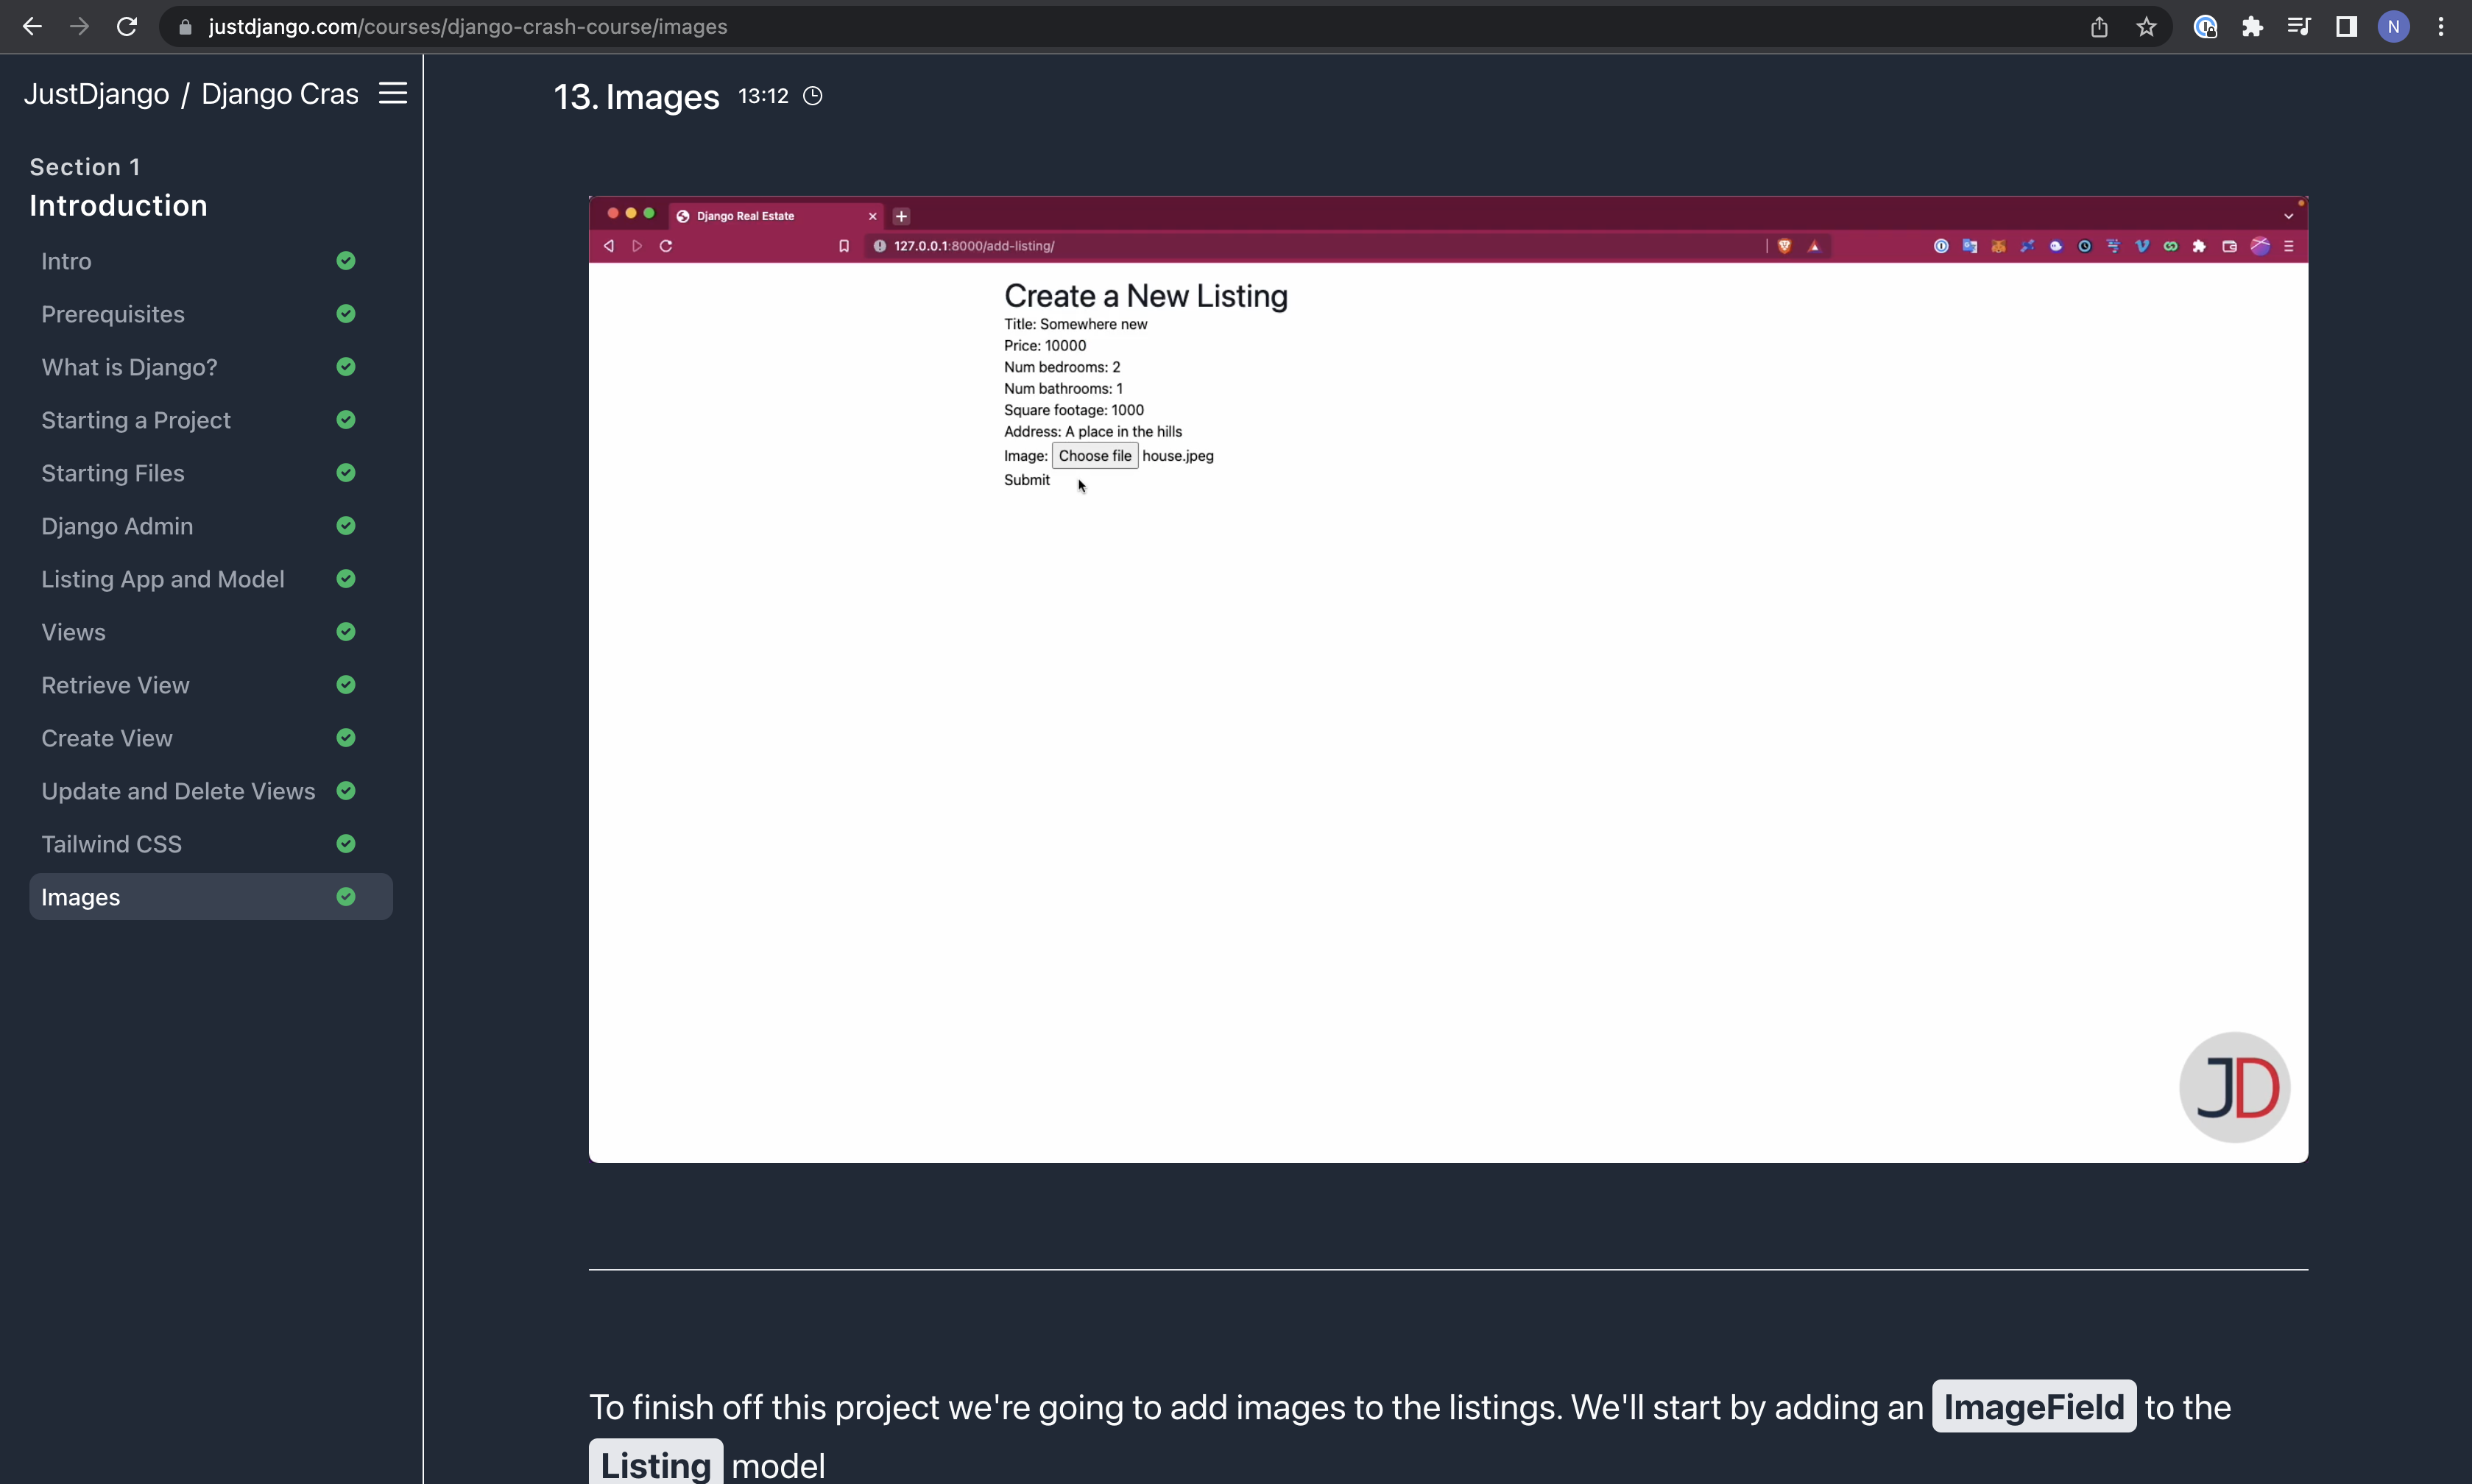 justdjango.com/courses/django-crash-course/images
N
JustDjango / Django Cras
13. Images 13:12
Section 1
Introduction
Intro
Prerequisites
What is Django?
Starting a Project
Starting Files
Django Admin
Listing App and Model
Views
Retrieve View
Create View
Update and Delete Views
Tailwind CSS
Images
Django Real Estate
127.0.0.1:8000/add-listing/
Create a New Listing
Title: Somewhere new
Price: 10000
Num bedrooms: 2
Num bathrooms: 1
Square footage: 1000
Address: A place in the hills
Image: Choose file house.jpeg
Submit
JD
To finish off this project we're going to add images to the listings. We'll start by adding an ImageField to the
Listing model